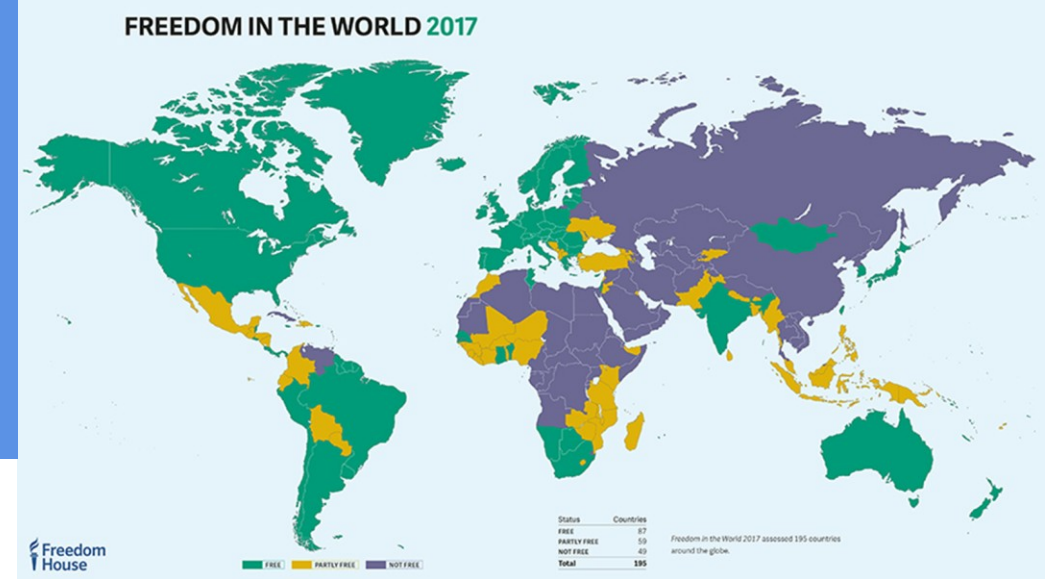 FREEDOM IN THE WORLD 2017
Status Countries
FREE 87
PARTLY FREE 59
NOT FREE 49
Total 195
Freedom in the World 2017 assessed 195 countries
around the globe.
Freedom
House
FREE PARTLY FREE NOT FREE